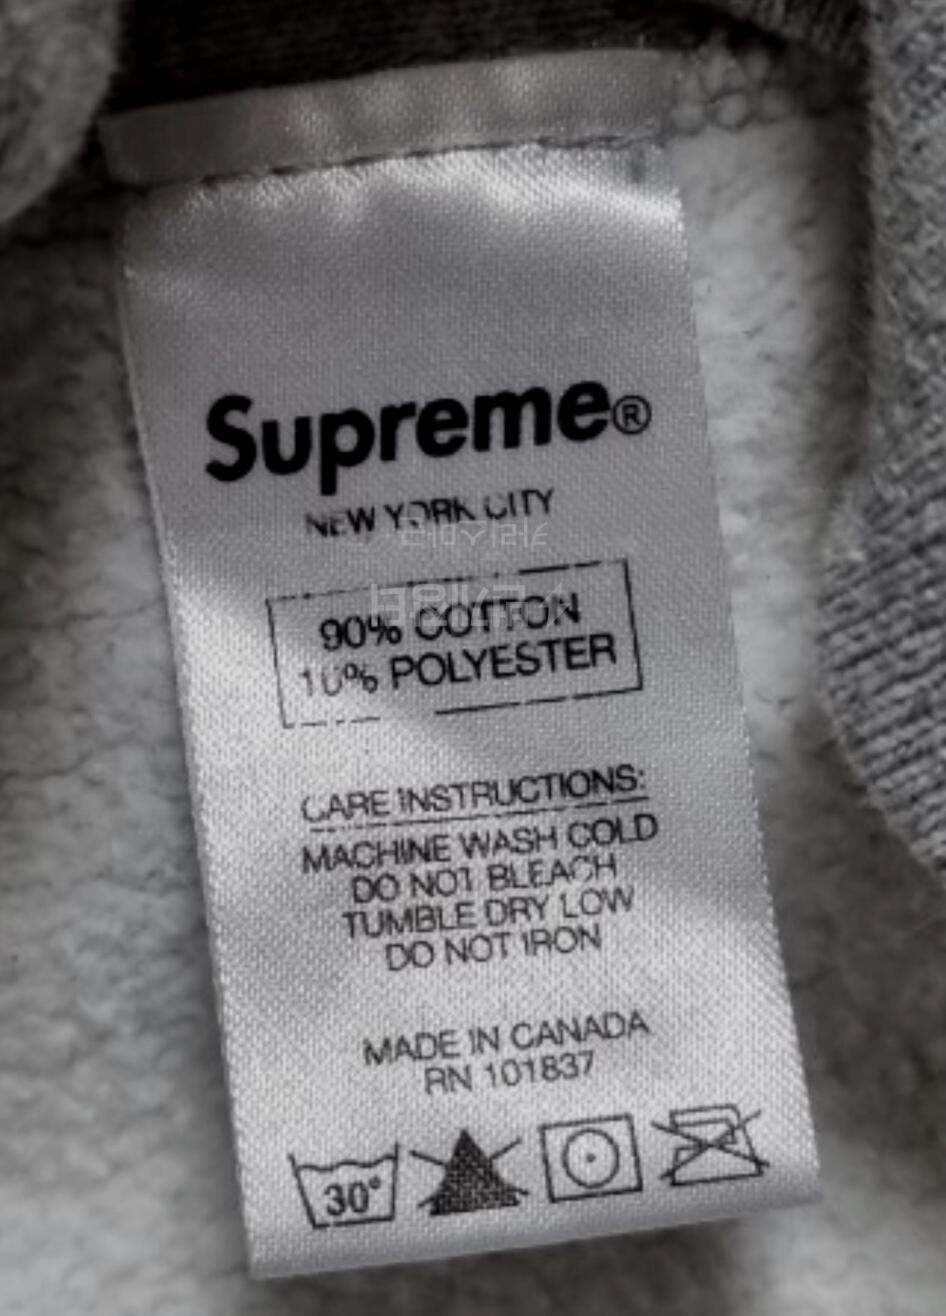 Supreme®
NEW YORK CITY
90% COTTON
10% POLYESTER
CARE INSTRUCTIONS:
MACHINE WASH COLD
DO NOT BLEACH
TUMBLE DRY LOW
DO NOT IRON
MADE IN CANADA
RN 101837
30°